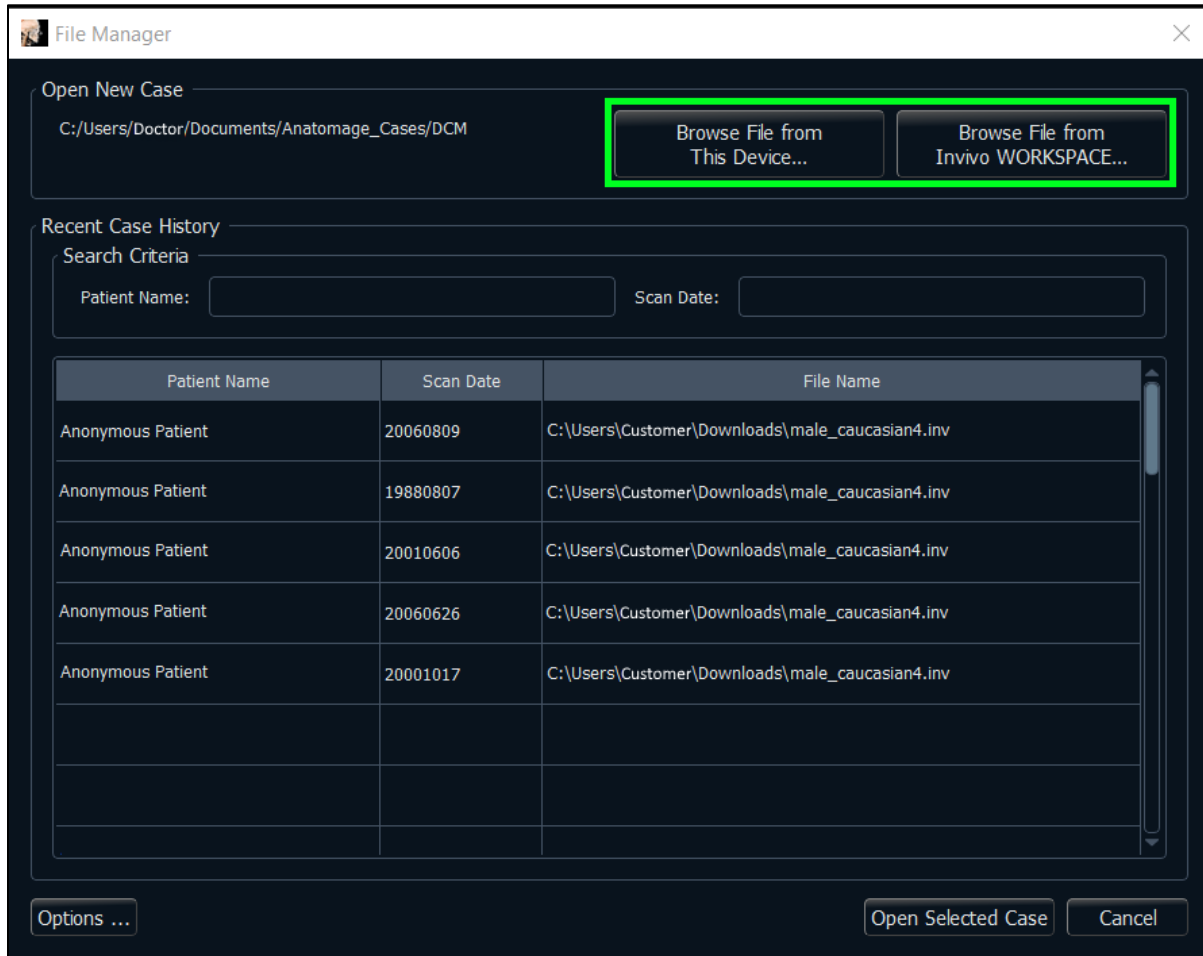 File Manager
Open New Case
C:/Users/Doctor/Documents/Anatomage_Cases/DCM
Browse File from
This Device...
Browse File from
Invivo WORKSPACE...
Recent Case History
Search Criteria
Patient Name:
Scan Date:
Patient Name Scan Date File Name
Anonymous Patient 20060809 C:\Users\Customer\Downloads\male_caucasian4.inv
Anonymous Patient 19880807 C:\Users\Customer\Downloads\male_caucasian4.inv
Anonymous Patient 20010606 C:\Users\Customer\Downloads\male_caucasian4.inv
Anonymous Patient 20060626 C:\Users\Customer\Downloads\male_caucasian4.inv
Anonymous Patient 20001017 C:\Users\Customer\Downloads\male_caucasian4.inv
Options ...
Open Selected Case
Cancel